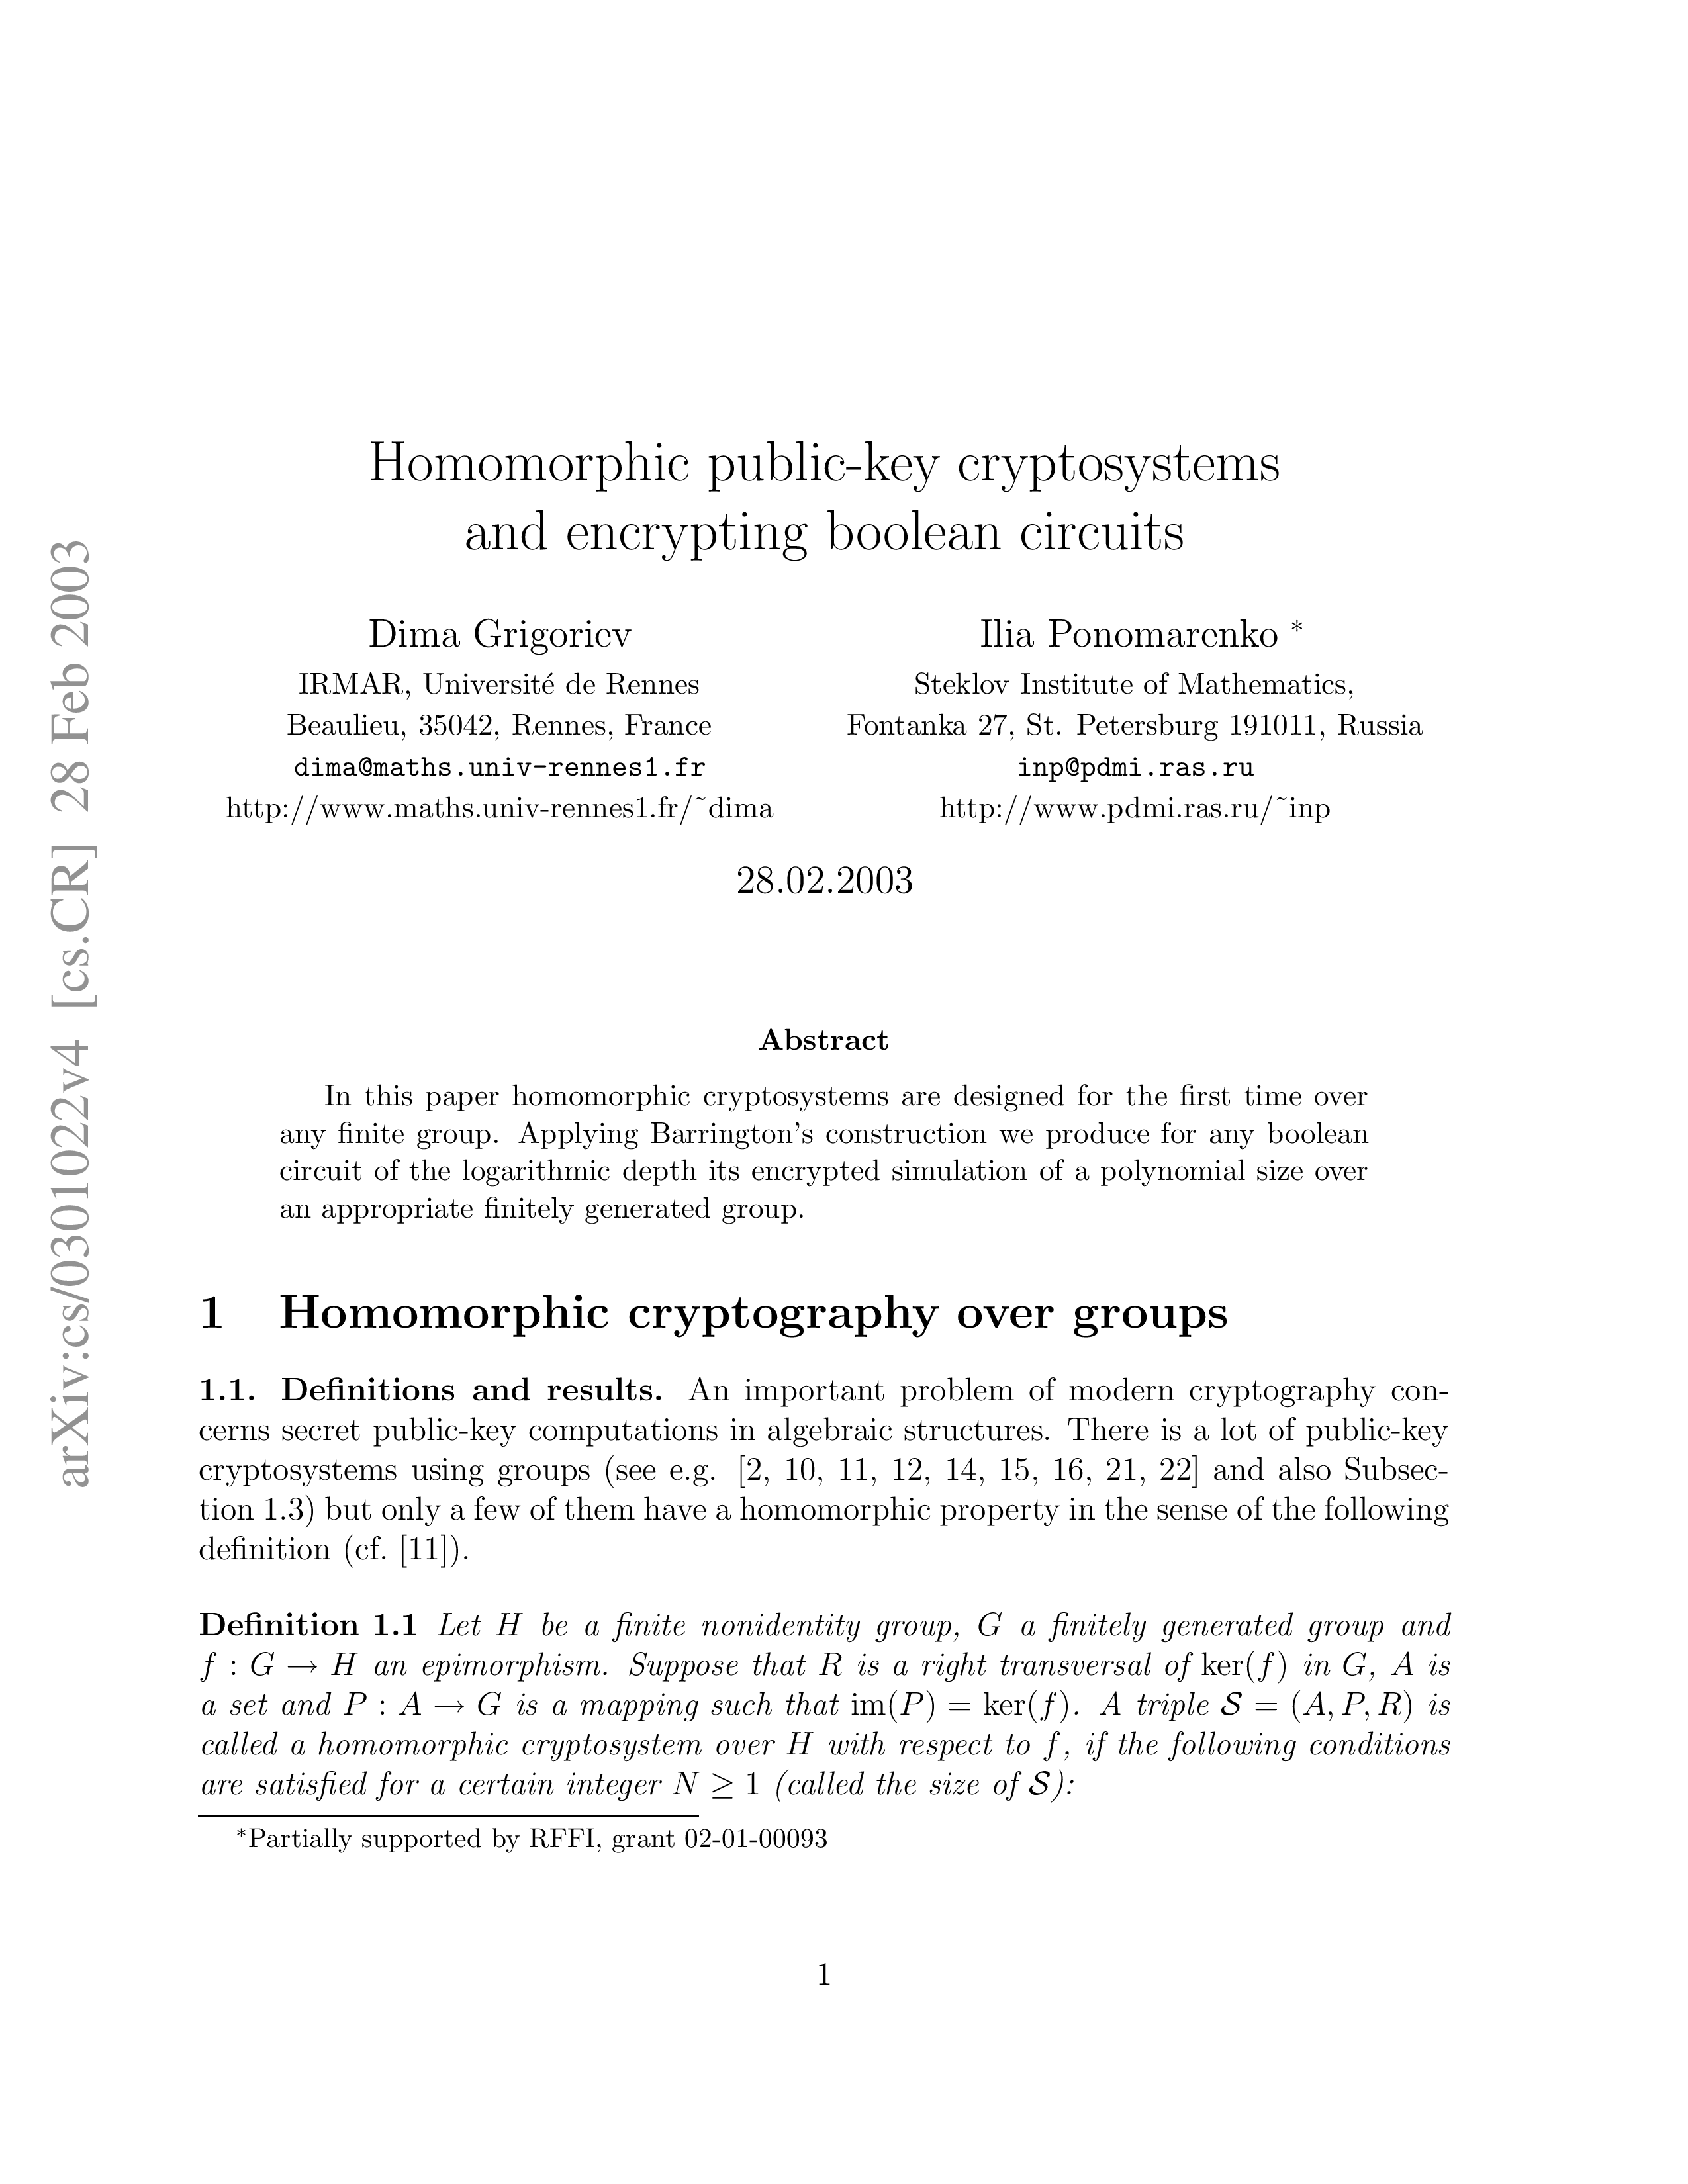 arXiv:cs/0301022v4 [cs.CR] 28 Feb 2003
Homomorphic public-key cryptosystems
and encrypting boolean circuits
Dima Grigoriev
IRMAR, Université de Rennes
Beaulieu, 35042, Rennes, France
dima@maths.univ-rennes1.fr
http://www.maths.univ-rennes1.fr/~dima
Ilia Ponomarenko *
Steklov Institute of Mathematics,
Fontanka 27, St. Petersburg 191011, Russia
inp@pdmi.ras.ru
http://www.pdmi.ras.ru/~inp
28.02.2003
Abstract
In this paper homomorphic cryptosystems are designed for the first time over
any finite group. Applying Barrington's construction we produce for any boolean
circuit of the logarithmic depth its encrypted simulation of a polynomial size over
an appropriate finitely generated group.
1 Homomorphic cryptography over groups
1.1. Definitions and results. An important problem of modern cryptography con-
cerns secret public-key computations in algebraic structures. There is a lot of public-key
cryptosystems using groups (see e.g. [2, 10, 11, 12, 14, 15, 16, 21, 22] and also Subsec-
tion 1.3) but only a few of them have a homomorphic property in the sense of the following
definition (cf. [11]).
Definition 1.1 Let H be a finite nonidentity group, G a finitely generated group and
f : G → H an epimorphism. Suppose that R is a right transversal of ker(f) in G, A is
a set and P : A → G is a mapping such that im(P) = ker(f). A triple 𝒮 = (A, P, R) is
called a homomorphic cryptosystem over H with respect to f, if the following conditions
are satisfied for a certain integer N ≥ 1 (called the size of 𝒮):
*Partially supported by RFFI, grant 02-01-00093
1